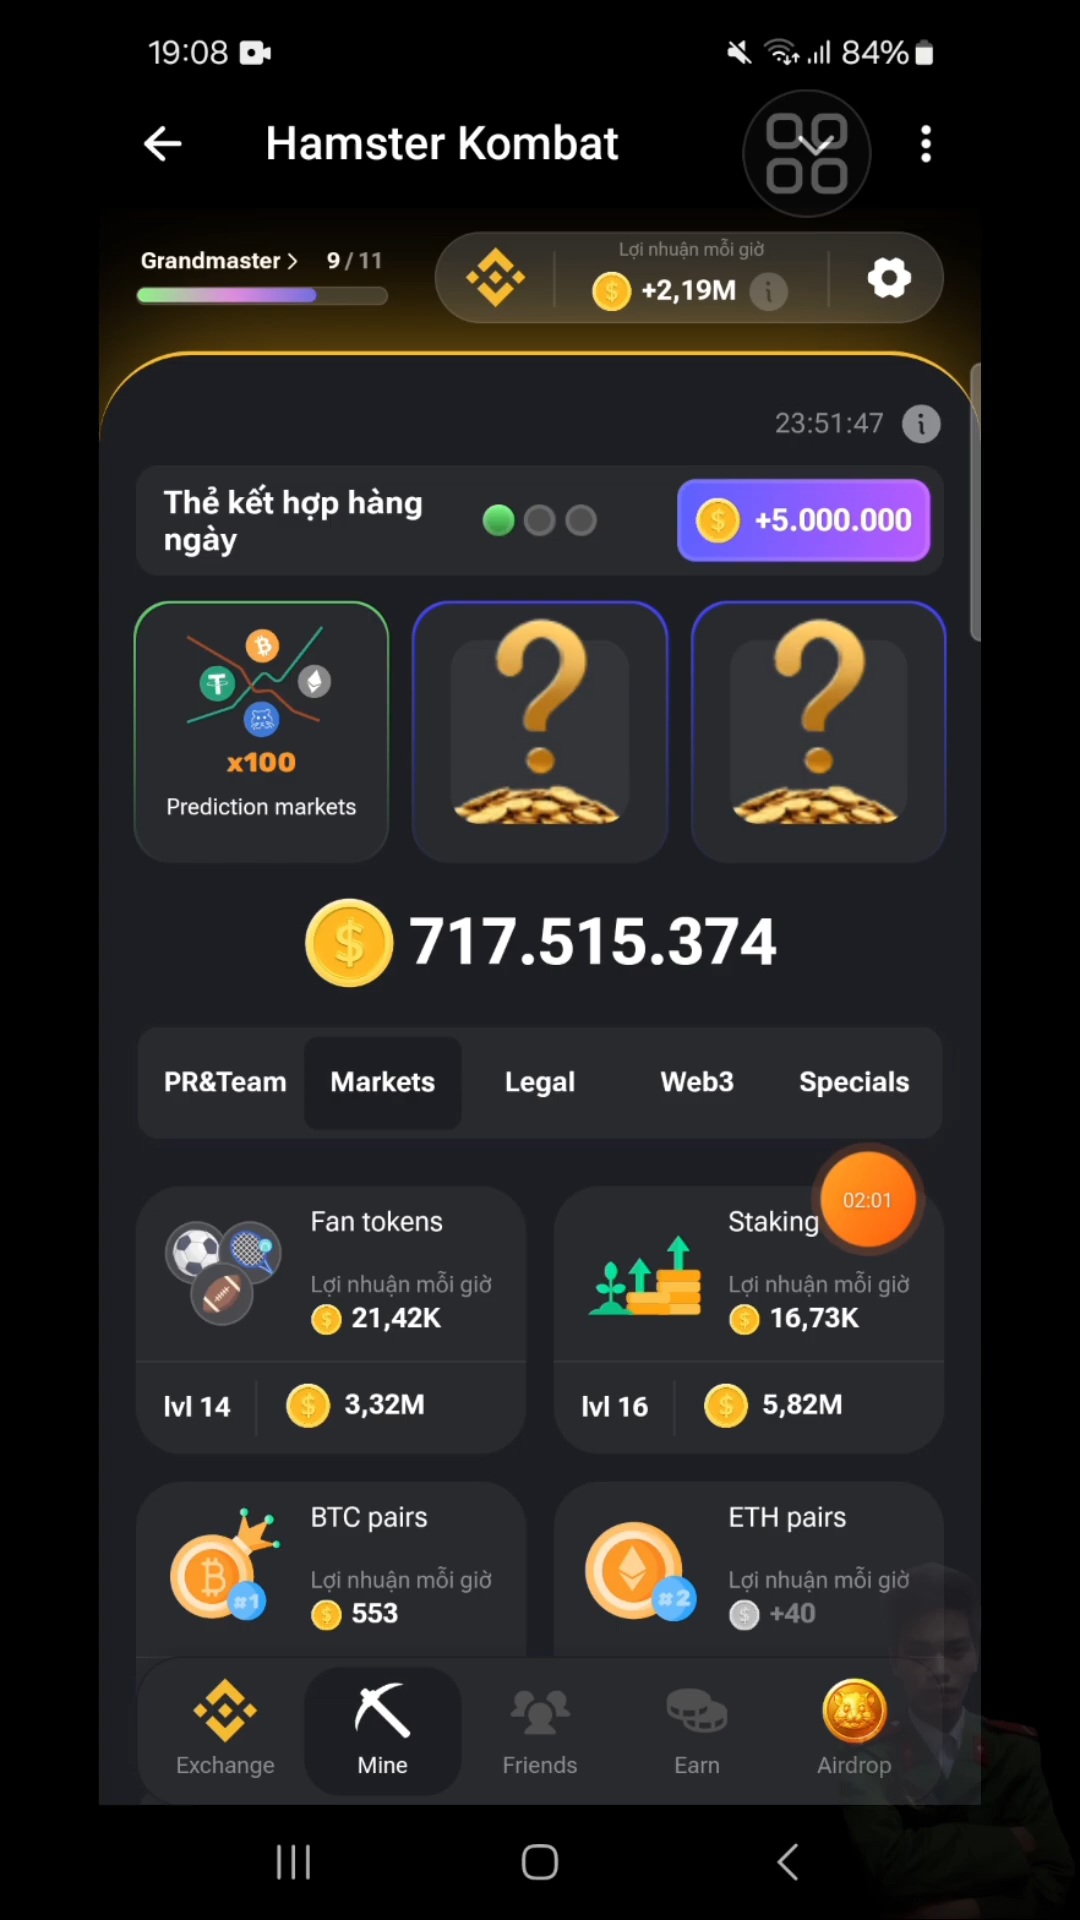 19:08
84%
Hamster Kombat
Grandmaster >
9/11
Lợi nhuận mỗi giờ
+2,19M
23:51:47
Thẻ kết hợp hàng
ngày
+5.000.000
x100
Prediction markets
717.515.374
PR&Team
Markets
Legal
Web3
Specials
02:01
Fan tokens
Lợi nhuận mỗi giờ
21,42K
lvl 14
3,32M
Staking
Lợi nhuận mỗi giờ
16,73K
lvl 16
5,82M
BTC pairs
#1
Lợi nhuận mỗi giờ
553
ETH pairs
#2
Lợi nhuận mỗi giờ
+40
Exchange
Mine
Friends
Earn
Airdrop